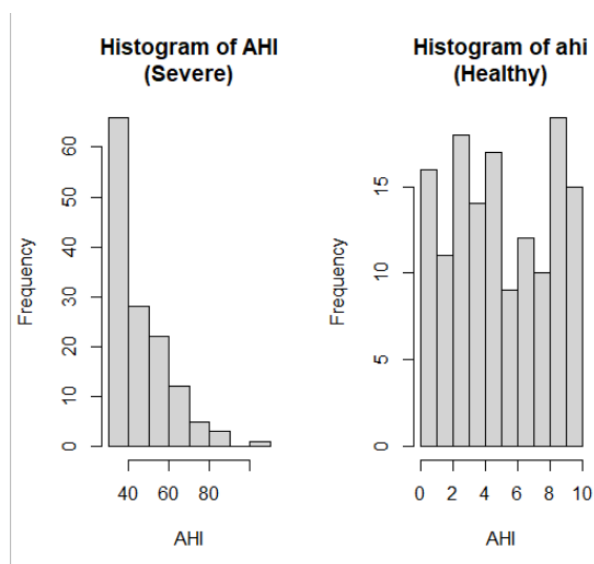 Histogram of AHI
(Severe)
Frequency
0 10 20 30 40 50 60
40 60 80
AHI
Histogram of ahi
(Healthy)
Frequency
0 5 10 15
0 2 4 6 8 10
AHI